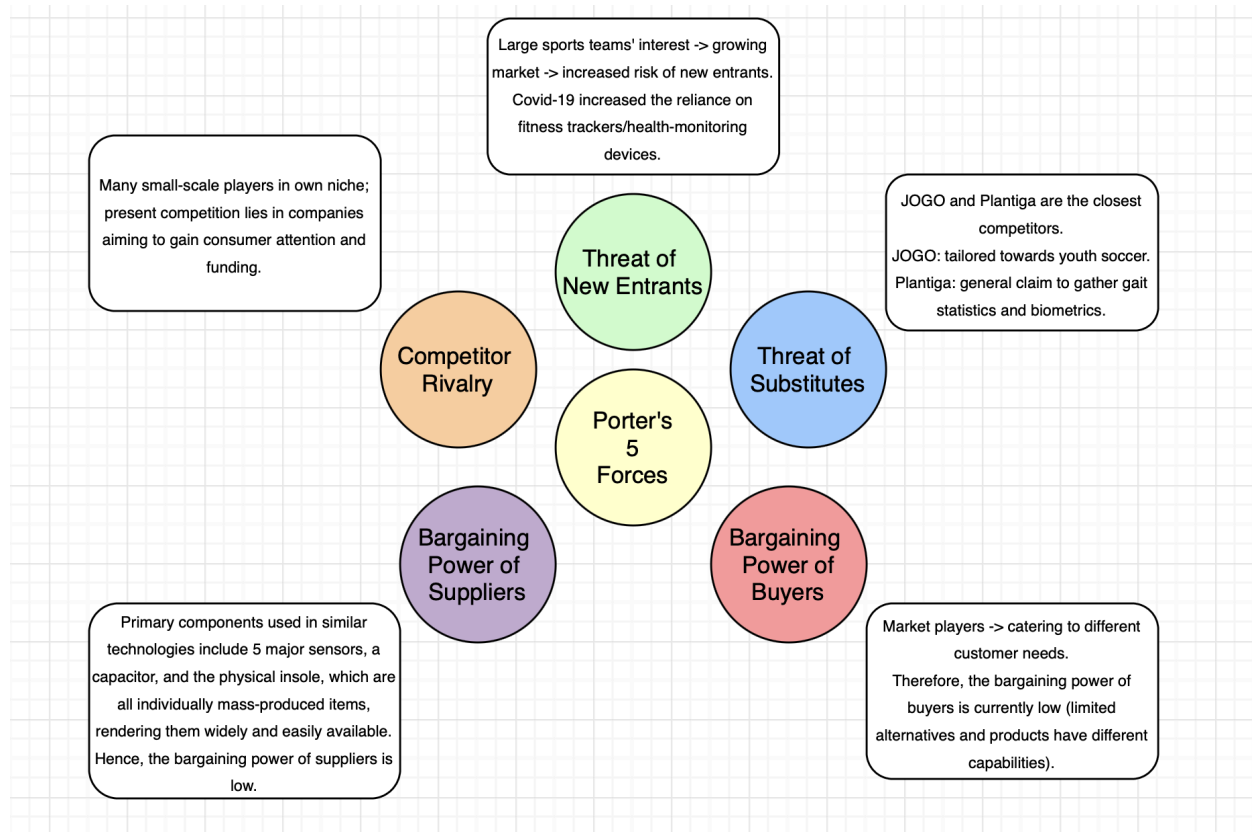 Large sports teams' interest -> growing
market -> increased risk of new entrants.
Covid-19 increased the reliance on
fitness trackers/health-monitoring
devices.
Many small-scale players in own niche;
present competition lies in companies
aiming to gain consumer attention and
funding.
JOGO and Plantiga are the closest
competitors.
JOGO: tailored towards youth soccer.
Plantiga: general claim to gather gait
statistics and biometrics.
Threat of
New Entrants
Competitor
Rivalry
Threat of
Substitutes
Porter's
5
Forces
Bargaining
Power of
Suppliers
Bargaining
Power of
Buyers
Primary components used in similar
technologies include 5 major sensors, a
capacitor, and the physical insole, which are
all individually mass-produced items,
rendering them widely and easily available.
Hence, the bargaining power of suppliers is
low.
Market players -> catering to different
customer needs.
Therefore, the bargaining power of
buyers is currently low (limited
alternatives and products have different
capabilities).